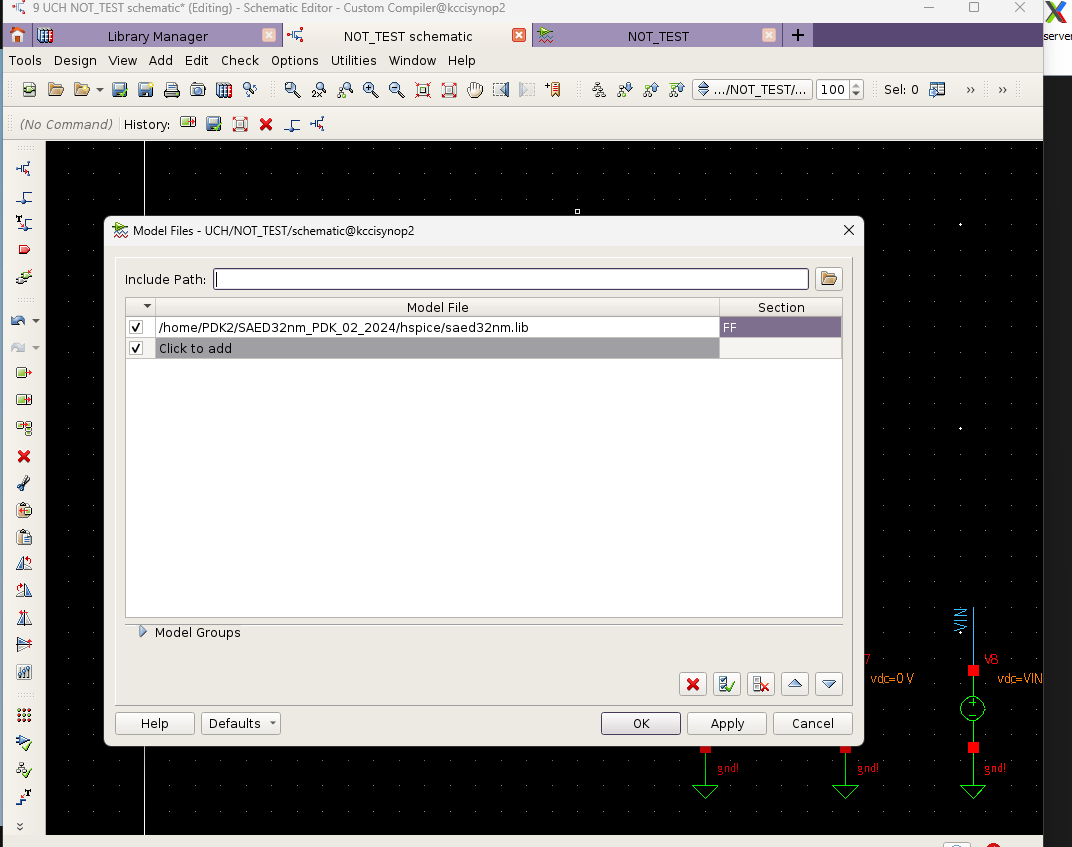 9 UCH NOT_TEST schematic* (Editing) - Schematic Editor - Custom Compiler@kccisynop2
Library Manager
NOT_TEST schematic
NOT_TEST
server
Tools Design View Add Edit Check Options Utilities Window Help
.../NOT_TEST/... 100 Sel: 0 »
»
(No Command) History:
Model Files - UCH/NOT_TEST/schematic@kccisynop2
Include Path:
Model File Section
/home/PDK2/SAED32nm_PDK_02_2024/hspice/saed32nm.lib FF
Click to add
Model Groups
Help Defaults OK Apply Cancel
VIN
7
vdc=0 V
V8
vdc=VIN
gnd!
gnd!
gnd!